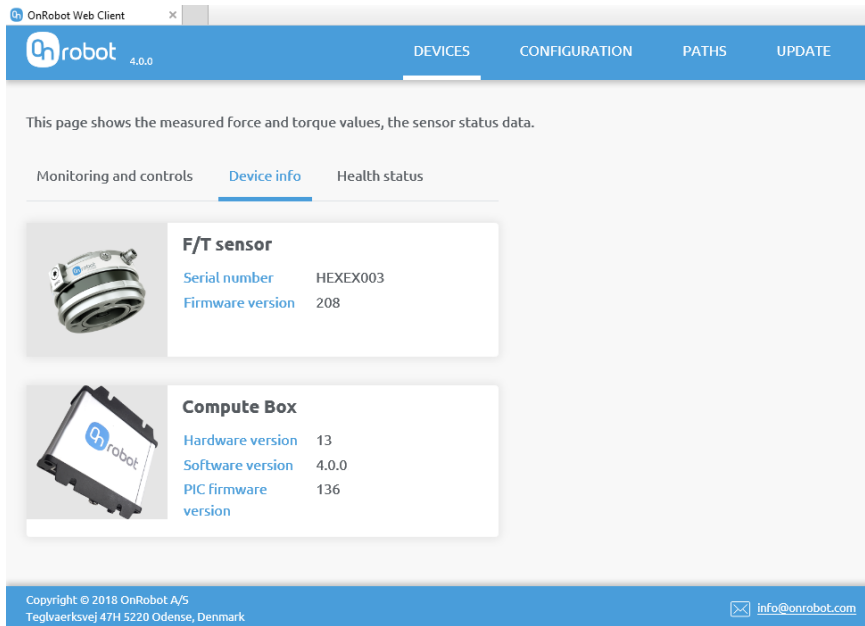 OnRobot Web Client
OnRobot 4.0.0
DEVICES CONFIGURATION PATHS UPDATE
This page shows the measured force and torque values, the sensor status data.
Monitoring and controls Device info Health status
F/T sensor
Serial number HEXEX003
Firmware version 208
OnRobot
Compute Box
Hardware version 13
Software version 4.0.0
PIC firmware 136
version
OnRobot
Copyright © 2018 OnRobot A/S
Teglvaerksvej 47H 5220 Odense, Denmark
info@onrobot.com